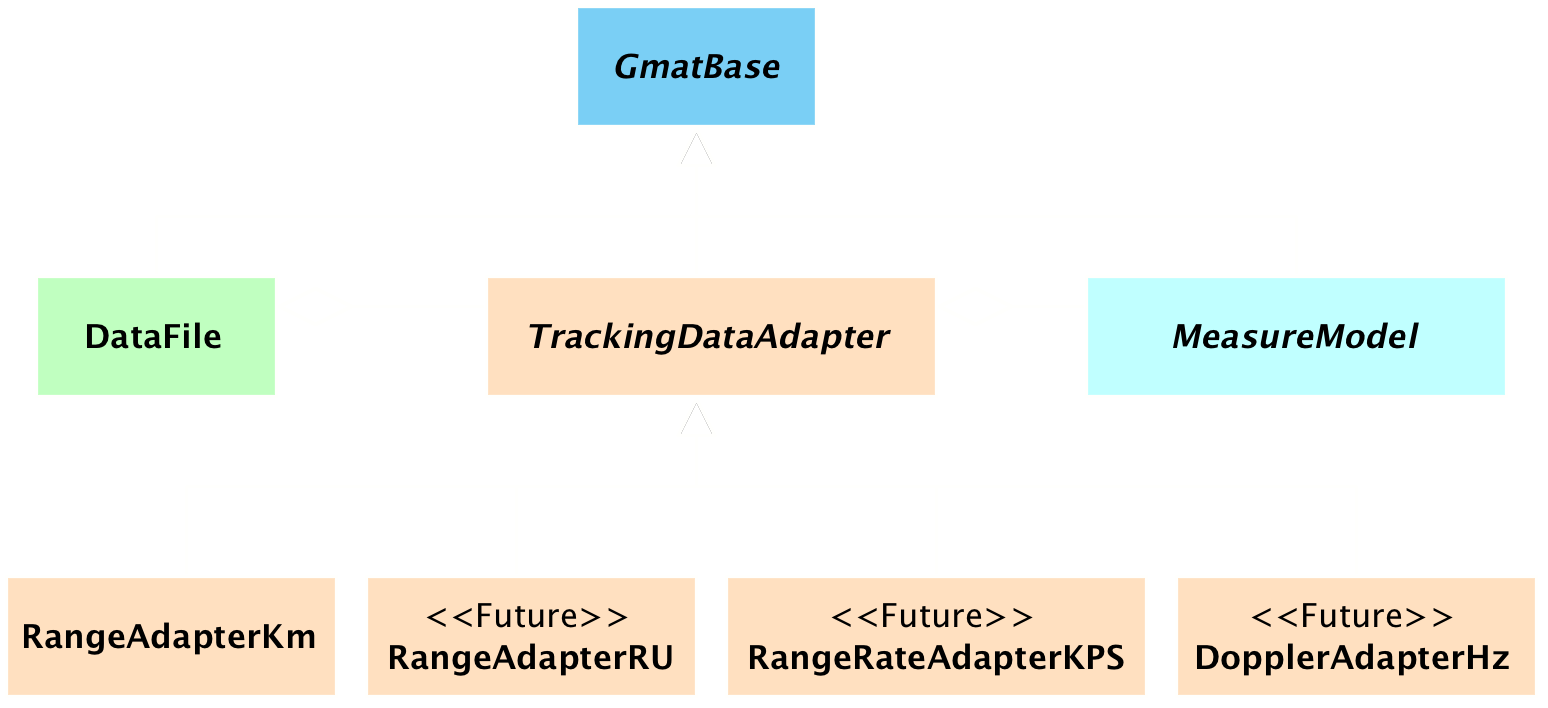 GmatBase
DataFile
TrackingDataAdapter
MeasureModel
RangeAdapterKm
<<Future>>
RangeAdapterRU
<<Future>>
RangeRateAdapterKPS
<<Future>>
DopplerAdapterHz